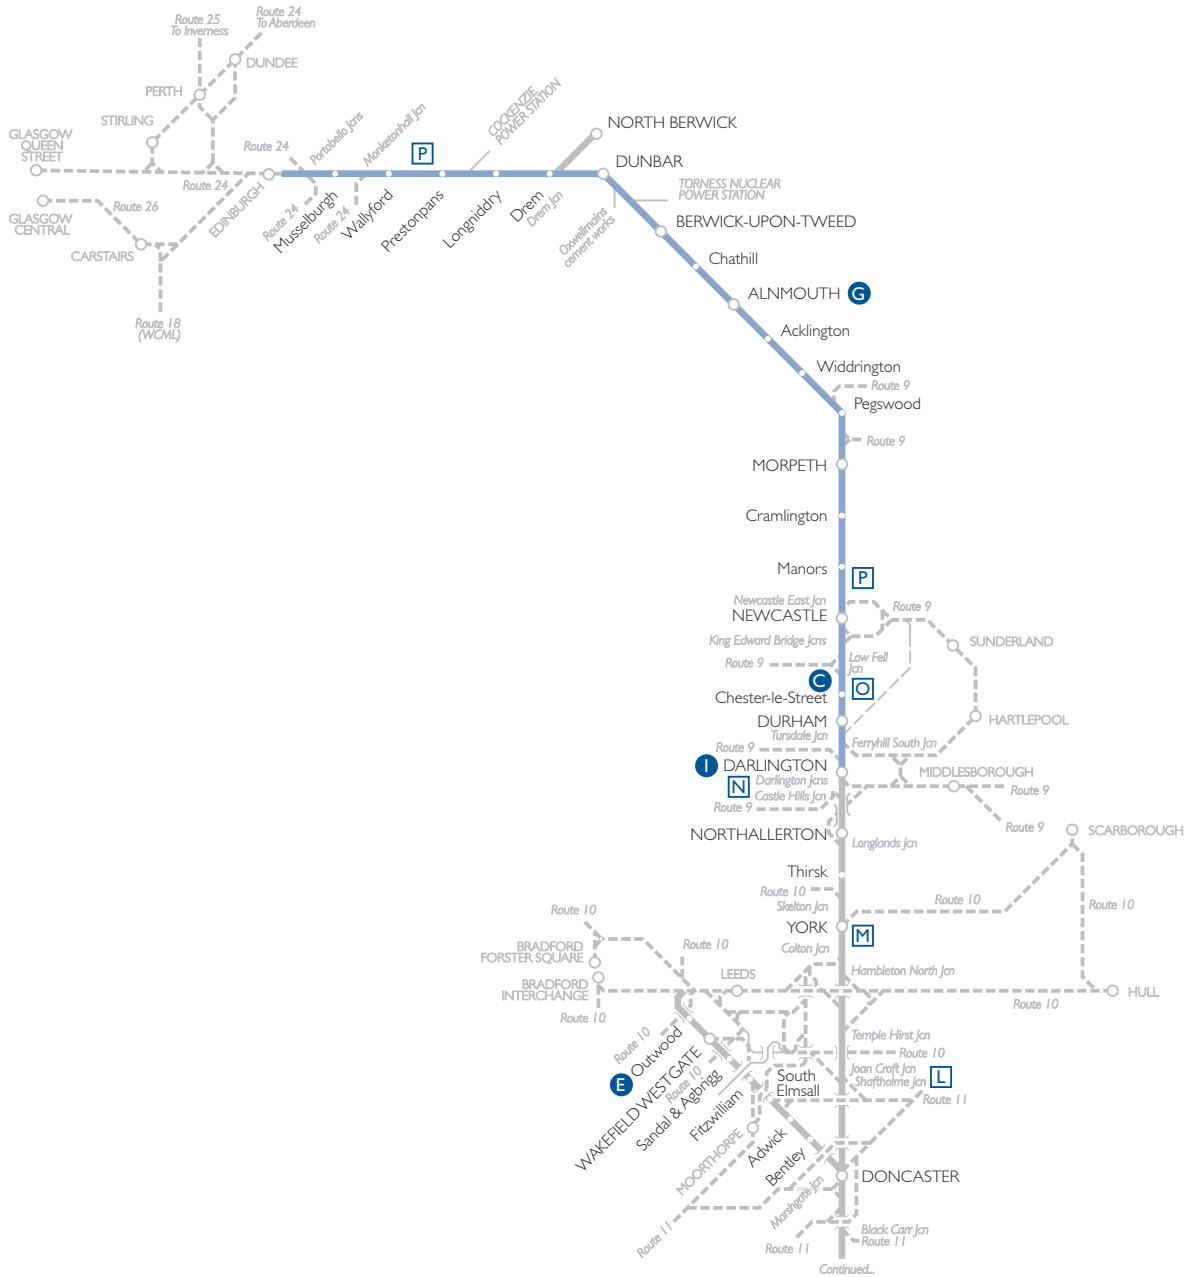 Route 25
To Inverness
Route 24
To Aberdeen
DUNDEE
PERTH
STIRLING
GLASGOW
QUEEN
STREET
Route 24
Portobello Jcns
Monktonhall Jcn
P
COCKENZIE
POWER STATION
NORTH BERWICK
DUNBAR
Route 24
EDINBURGH
Route 24
Musselburgh
Route 24
Wallyford
Prestonpans
Longniddry
Drem
Drem Jcn
Oxwellmains
cement works
TORNESS NUCLEAR
POWER STATION
GLASGOW
CENTRAL
Route 26
CARSTAIRS
Route 18
(WCML)
BERWICK-UPON-TWEED
Chathill
ALNMOUTH
G
Acklington
Widdrington
Route 9
Pegswood
Route 9
MORPETH
Cramlington
Manors
P
Newcastle East Jcn
NEWCASTLE
Route 9
King Edward Bridge Jcns
SUNDERLAND
Route 9
Low Fell
Jcn
C
O
Chester-le-Street
DURHAM
HARTLEPOOL
Tursdale Jcn
Ferryhill South Jcn
Route 9
I
DARLINGTON
MIDDLESBOROUGH
N
Darlington Jcns
Castle Hills Jcn
Route 9
Route 9
Route 9
NORTHALLERTON
Longlands Jcn
SCARBOROUGH
Thirsk
Route 10
Skelton Jcn
Route 10
Route 10
YORK
M
Route 10
Colton Jcn
Route 10
BRADFORD
FORSTER SQUARE
LEEDS
Hambleton North Jcn
BRADFORD
INTERCHANGE
HULL
Route 10
Route 10
Temple Hirst Jcn
Route 10
Outwood
Route 10
E
WAKEFIELD WESTGATE
Route 10
Sandal & Agbrigg
Fitzwilliam
South
Elmsall
Joan Croft Jcn
Shaftholme Jcn
L
Route 11
MOORTHORPE
Adwick
Bentley
DONCASTER
Marshgate Jcn
Route 11
Route 11
Black Carr Jcn
Route 11
Continued...